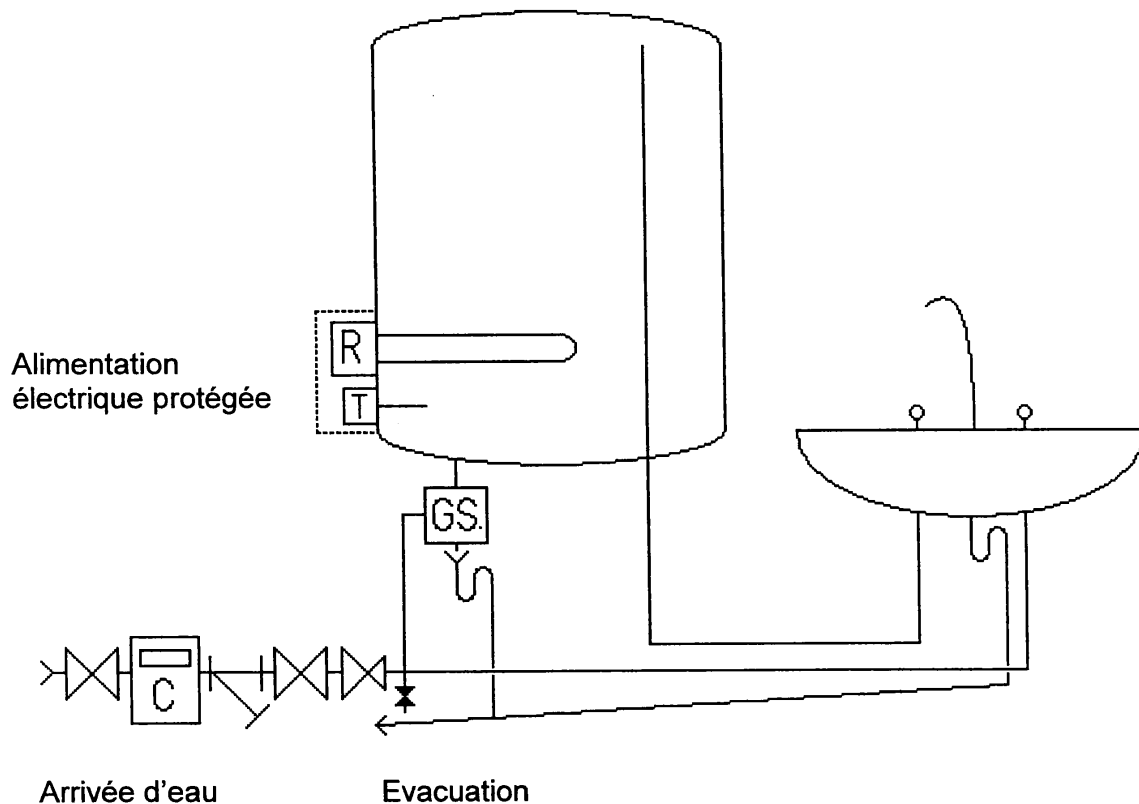 Alimentation
électrique protégée
R
T
GS.
C
Arrivée d'eau
Evacuation